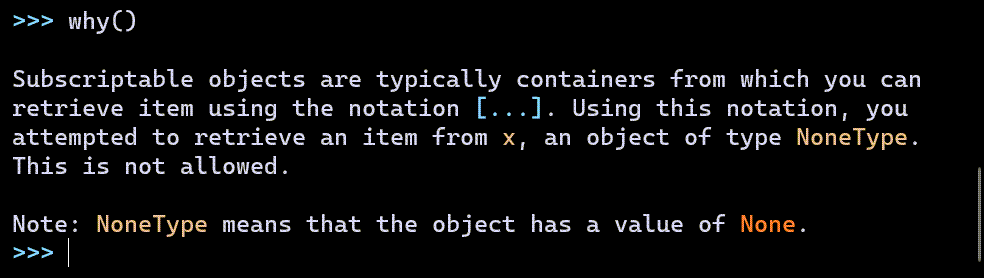 >>> why()
Subscriptable objects are typically containers from which you can
retrieve item using the notation [...]. Using this notation, you
attempted to retrieve an item from x, an object of type NoneType.
This is not allowed.
Note: NoneType means that the object has a value of None.
>>>